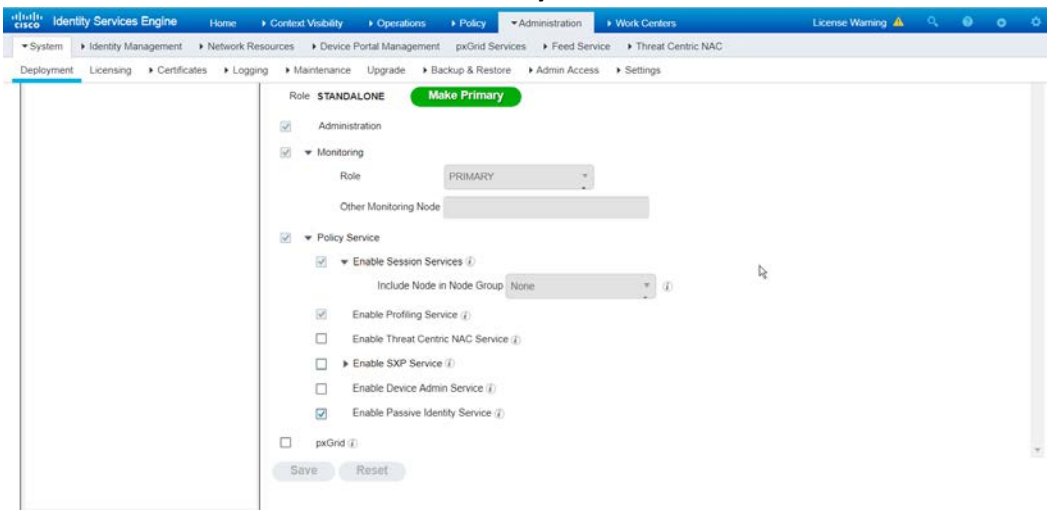 cisco Identity Services Engine Home Context Visibility Operations Policy Administration Work Centers License Warning
System Identity Management Network Resources Device Portal Management pxGrid Services Feed Service Threat Centric NAC
Deployment Licensing Certificates Logging Maintenance Upgrade Backup & Restore Admin Access Settings
Role STANDALONE Make Primary
Administration
Monitoring
Role PRIMARY
Other Monitoring Node
Policy Service
Enable Session Services
Include Node in Node Group None
Enable Profiling Service
Enable Threat Centric NAC Service
Enable SXP Service
Enable Device Admin Service
Enable Passive Identity Service
pxGrid
Save Reset